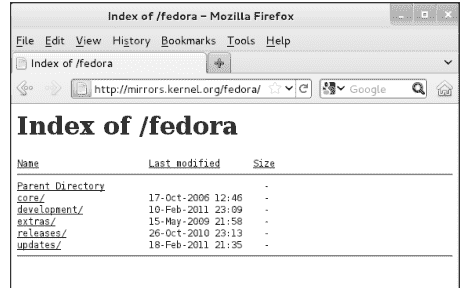 Index of /fedora – Mozilla Firefox
File Edit View History Bookmarks Tools Help
Index of /fedora
http://mirrors.kernel.org/fedora/ Google
Index of /fedora
Name Last modified Size
Parent Directory -
core/ 17-Oct-2006 12:46 -
development/ 10-Feb-2011 23:09 -
extras/ 15-May-2009 21:58 -
releases/ 26-Oct-2010 23:13 -
updates/ 18-Feb-2011 21:35 -